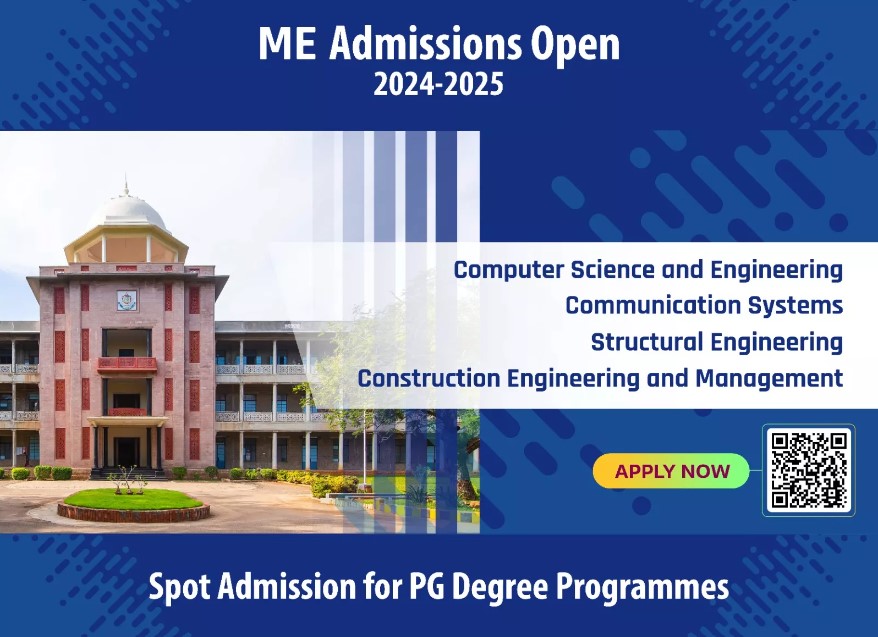 ME Admissions Open
2024-2025
Computer Science and Engineering
Communication Systems
Structural Engineering
Construction Engineering and Management
APPLY NOW
Spot Admission for PG Degree Programmes